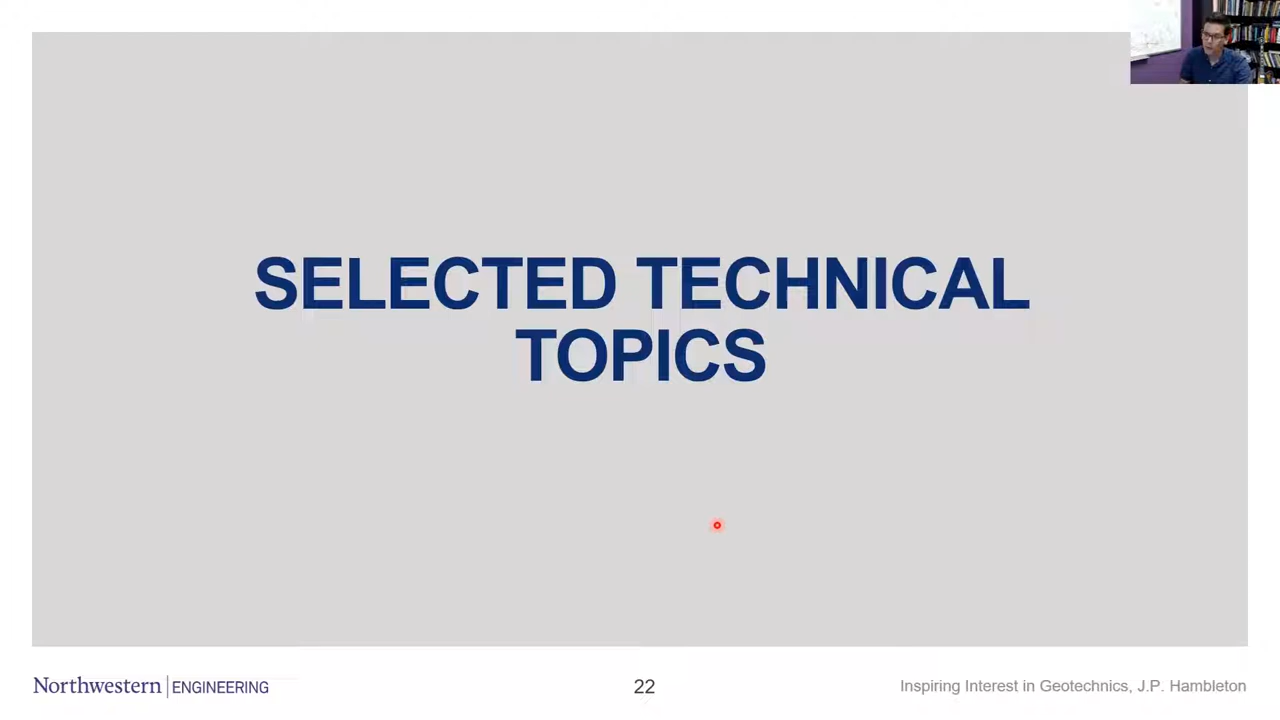 SELECTED TECHNICAL
TOPICS
Northwestern | ENGINEERING
22
Inspiring Interest in Geotechnics, J.P. Hambleton